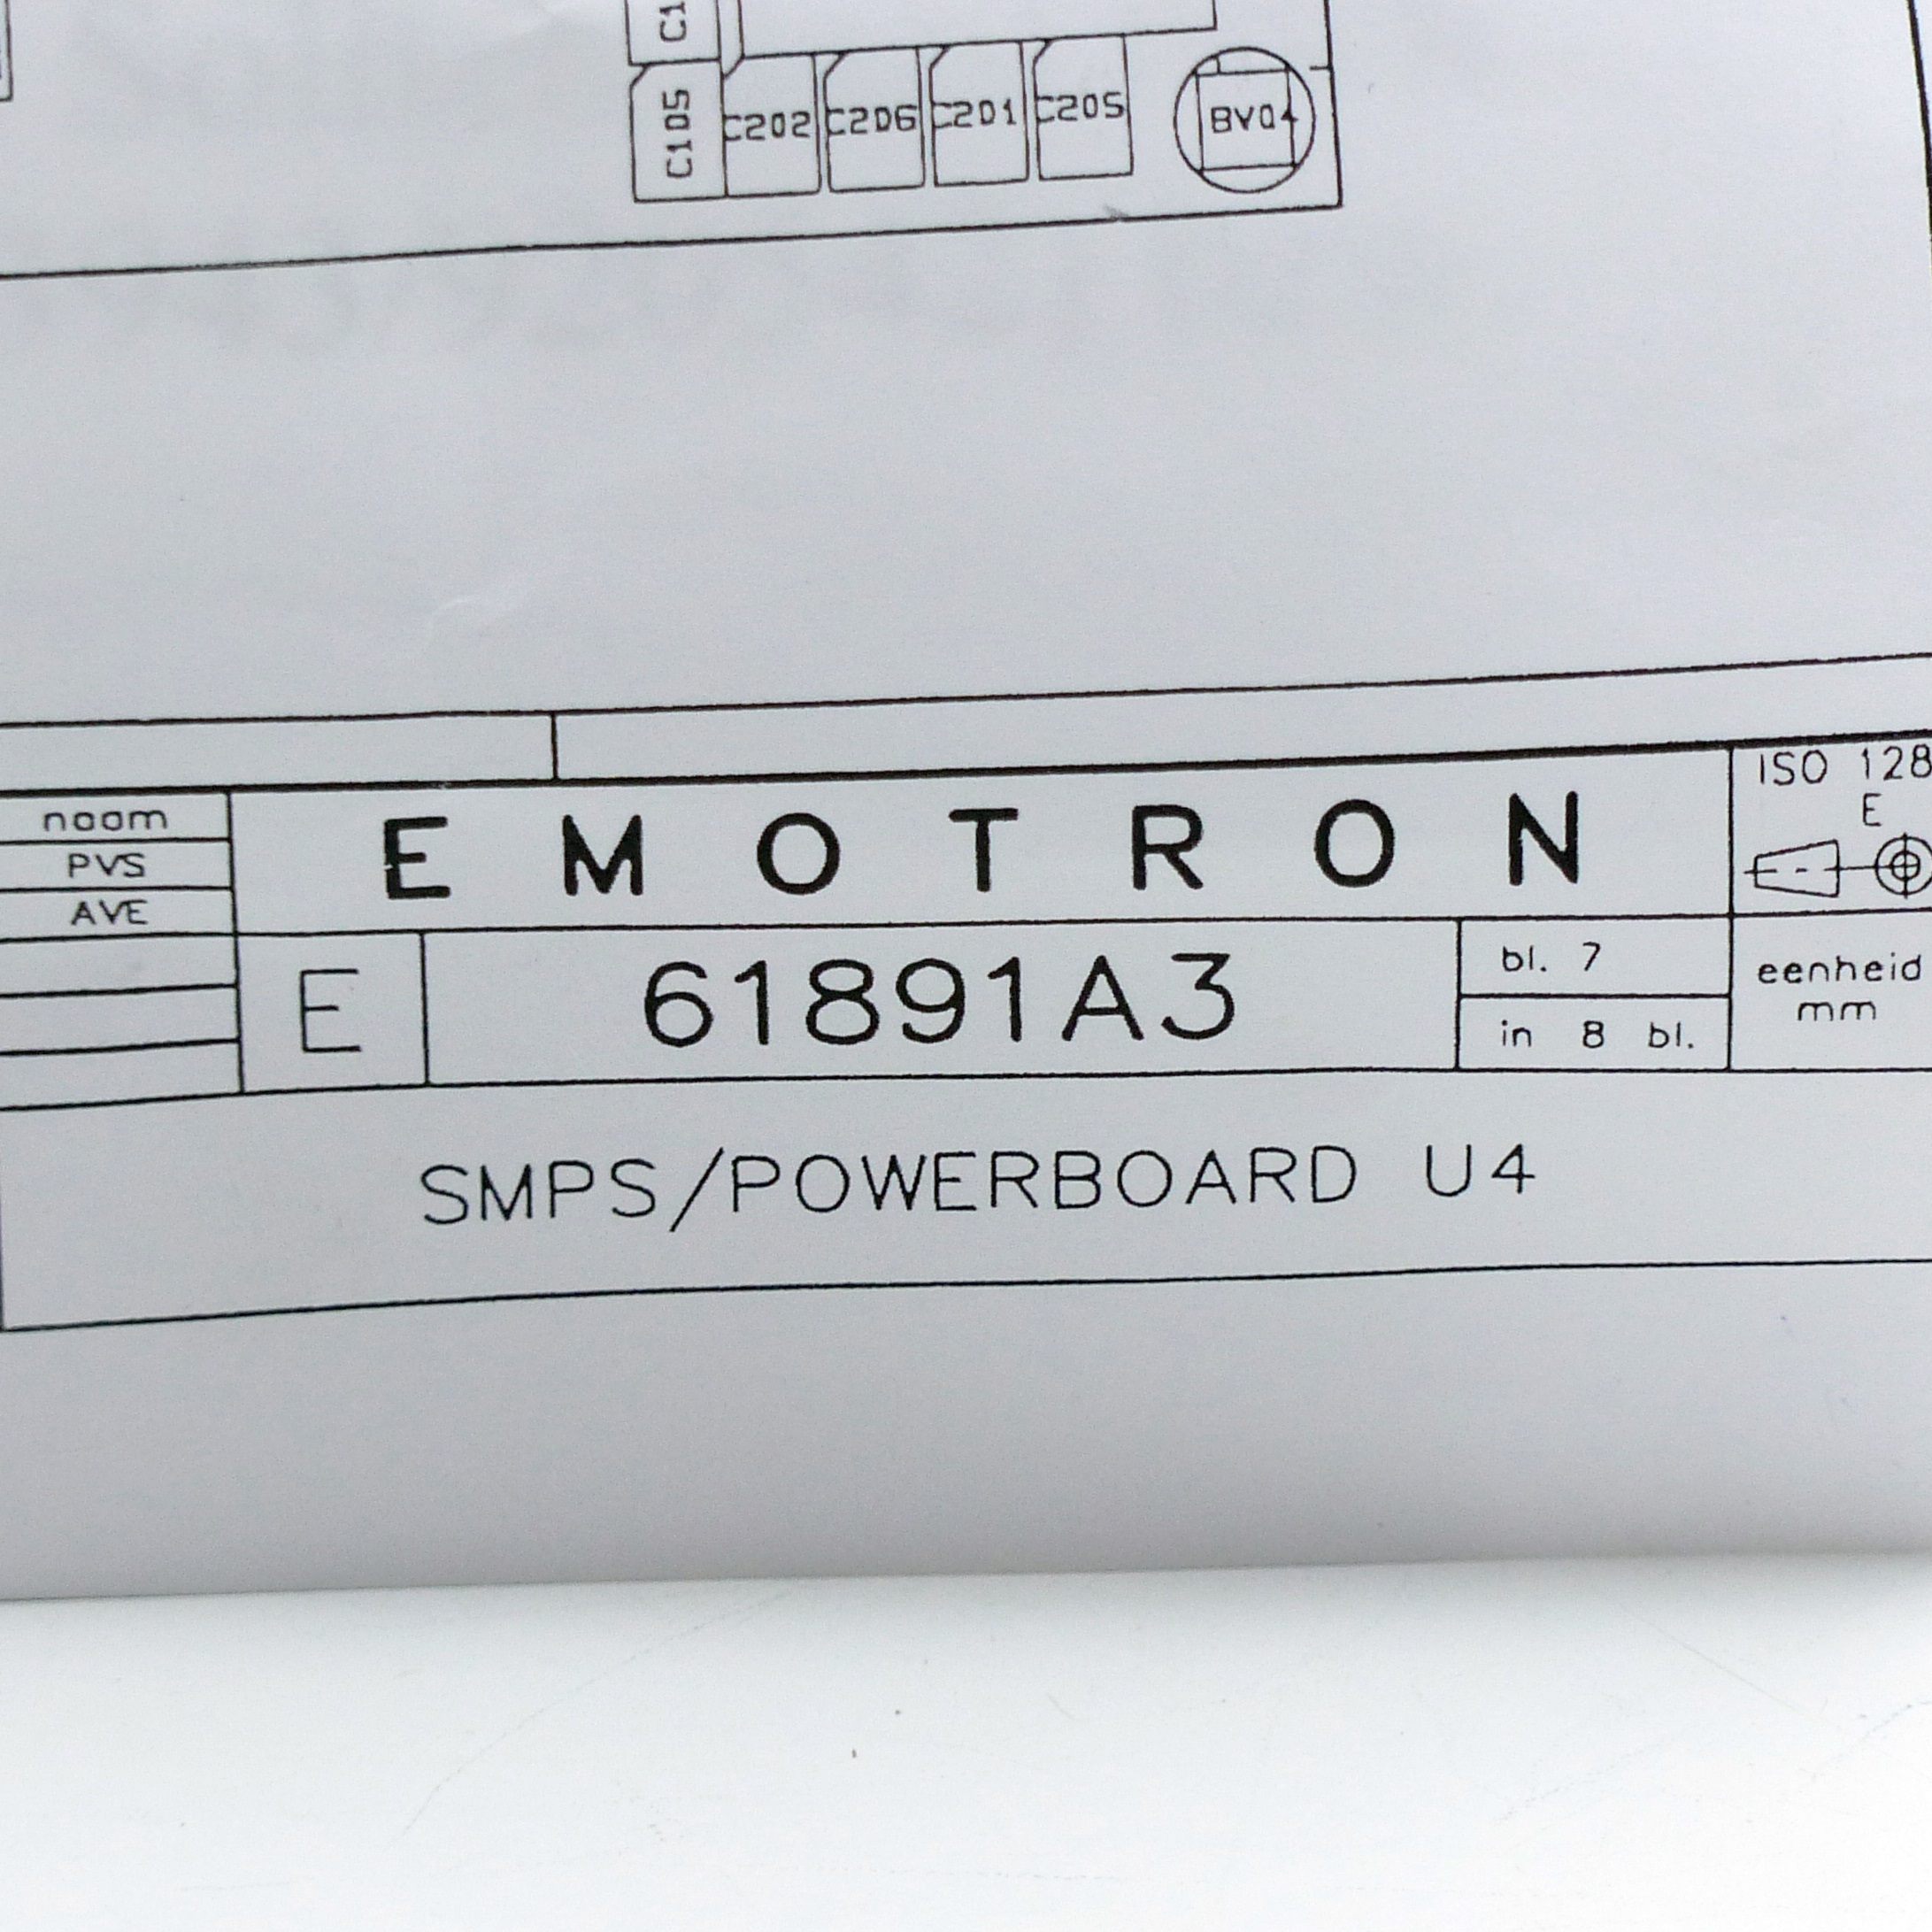 C1
C105
C202 C206 C201 C205 BV04
naam
PVS
AVE
EMOTRON
ISO 128
E
E
61891A3
bl. 7
in 8 bl.
eenheid
mm
SMPS/POWERBOARD U4